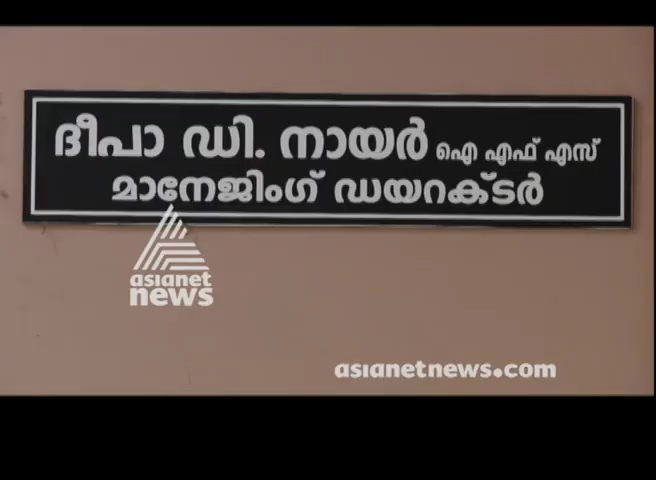 ദീപാ ഡി. നായർ ഐ എഫ് എസ്
മാനേജിംഗ് ഡയറക്ടർ
asianet
news
asianetnews.com